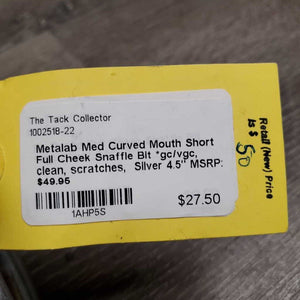 The Tack Collector
1002518-22
Metalab Med Curved Mouth Short
Full Cheek Snaffle Bit *gc/vgc,
clean, scratches, Silver 4.5" MSRP:
$49.95
$27.50
1AHP5S
Retail (New) Price
is $ 50